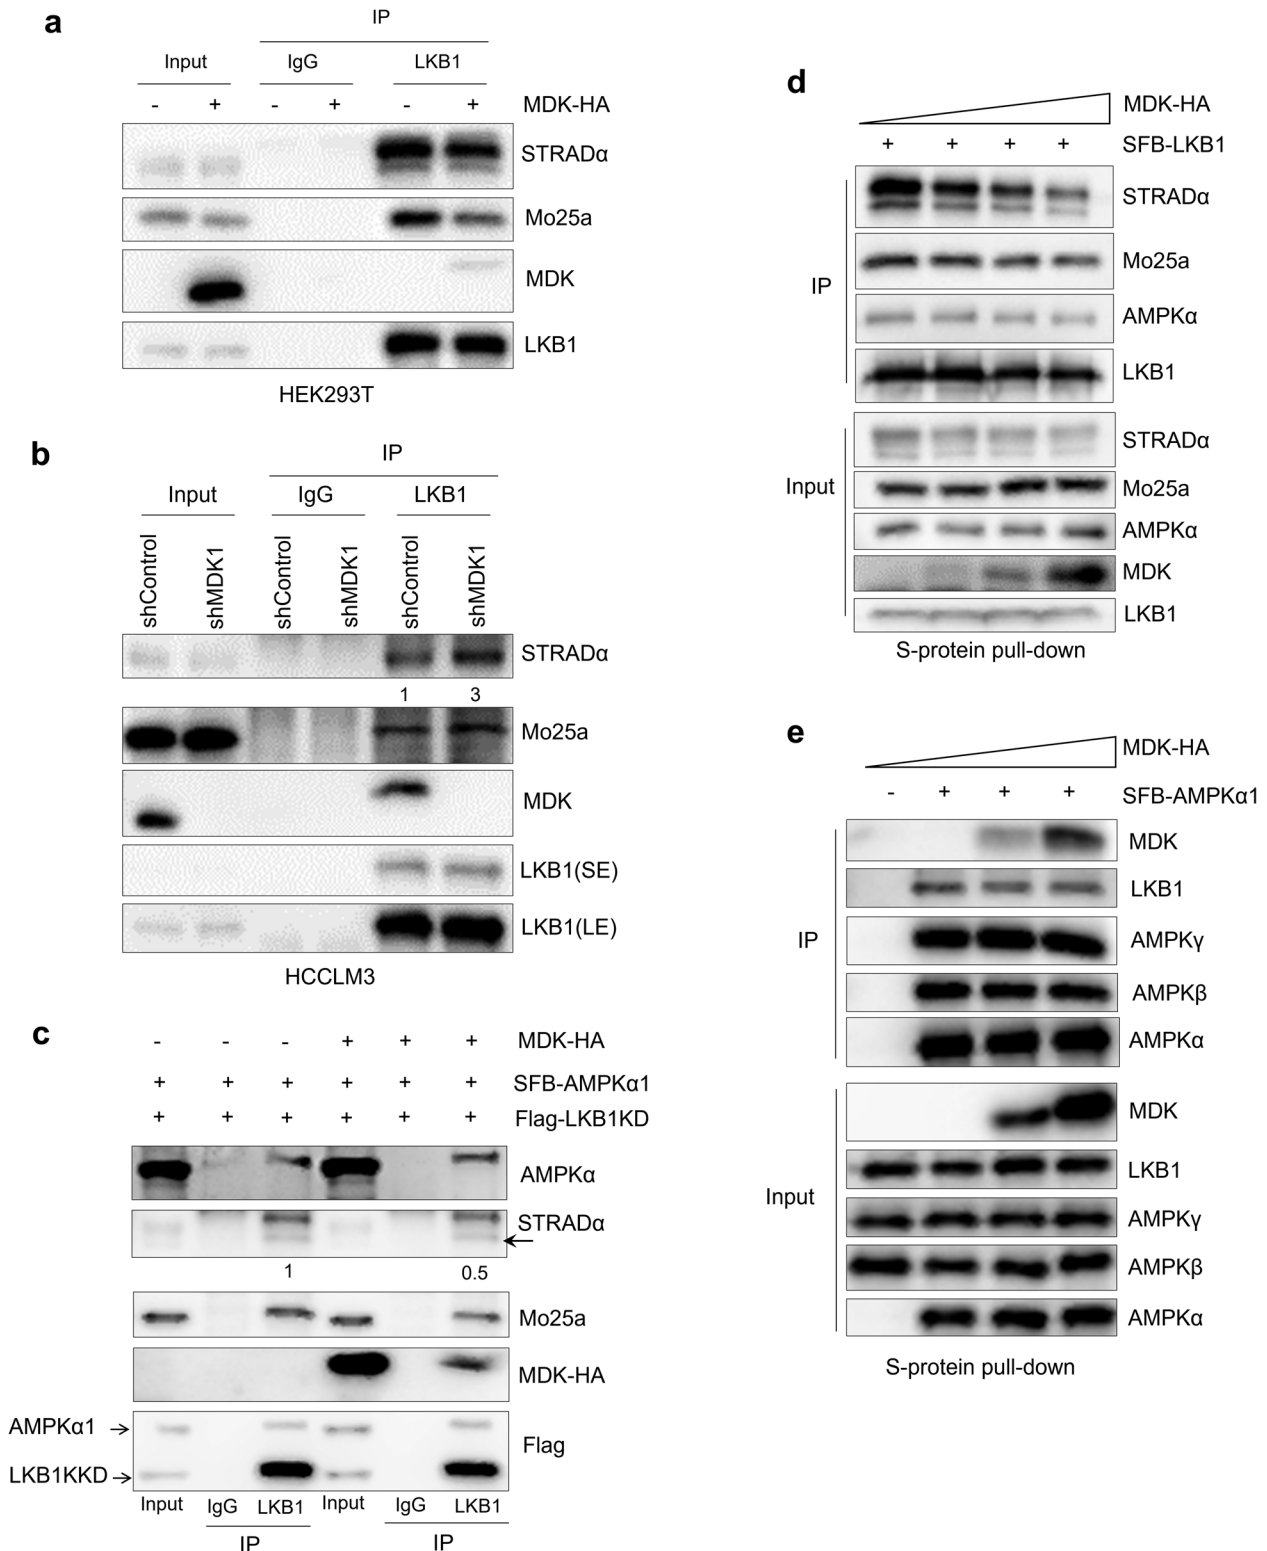 a
IP
Input IgG LKB1
- + - + - + MDK-HA
STRADα
Mo25a
MDK
LKB1
HEK293T
b
IP
Input IgG LKB1
shControl shMDK1 shControl shMDK1 shControl shMDK1
STRADα
1 3
Mo25a
MDK
LKB1(SE)
LKB1(LE)
HCCLM3
c
- - - + + + MDK-HA
+ + + + + + SFB-AMPKα1
+ + + + + + Flag-LKB1KD
AMPKα
STRADα
1 0.5
Mo25a
MDK-HA
AMPKα1
Flag
LKB1KKD
Input IgG LKB1 Input IgG LKB1
IP IP
d
MDK-HA
+ + + + SFB-LKB1
IP
STRADα
Mo25a
AMPKα
LKB1
Input
STRADα
Mo25a
AMPKα
MDK
LKB1
S-protein pull-down
e
MDK-HA
- + + + SFB-AMPKα1
IP
MDK
LKB1
AMPKγ
AMPKβ
AMPKα
Input
MDK
LKB1
AMPKγ
AMPKβ
AMPKα
S-protein pull-down